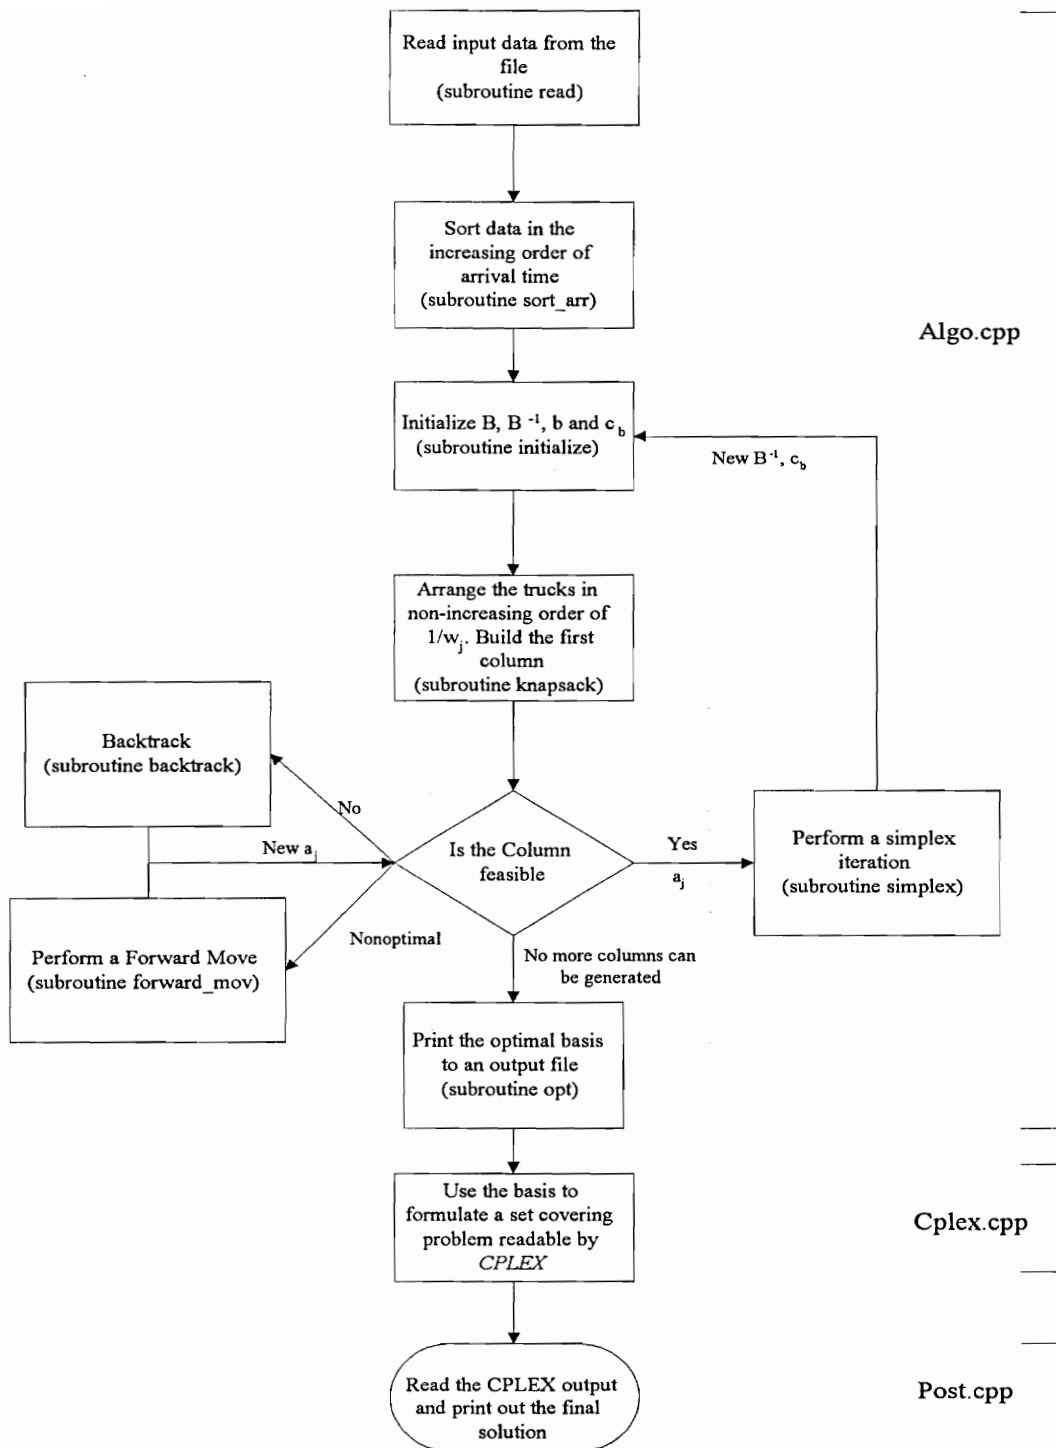 Read input data from the
file
(subroutine read)
Sort data in the
increasing order of
arrival time
(subroutine sort_arr)
Algo.cpp
Initialize B, B⁻¹, b and c_b
(subroutine initialize)
New B⁻¹, c_b
Arrange the trucks in
non-increasing order of
1/w_j. Build the first
column
(subroutine knapsack)
Backtrack
(subroutine backtrack)
No
New a_j
Is the Column
feasible
Yes
a_j
Perform a simplex
iteration
(subroutine simplex)
Nonoptimal
Perform a Forward Move
(subroutine forward_mov)
No more columns can
be generated
Print the optimal basis
to an output file
(subroutine opt)
Use the basis to
formulate a set covering
problem readable by
CPLEX
Cplex.cpp
Read the CPLEX output
and print out the final
solution
Post.cpp